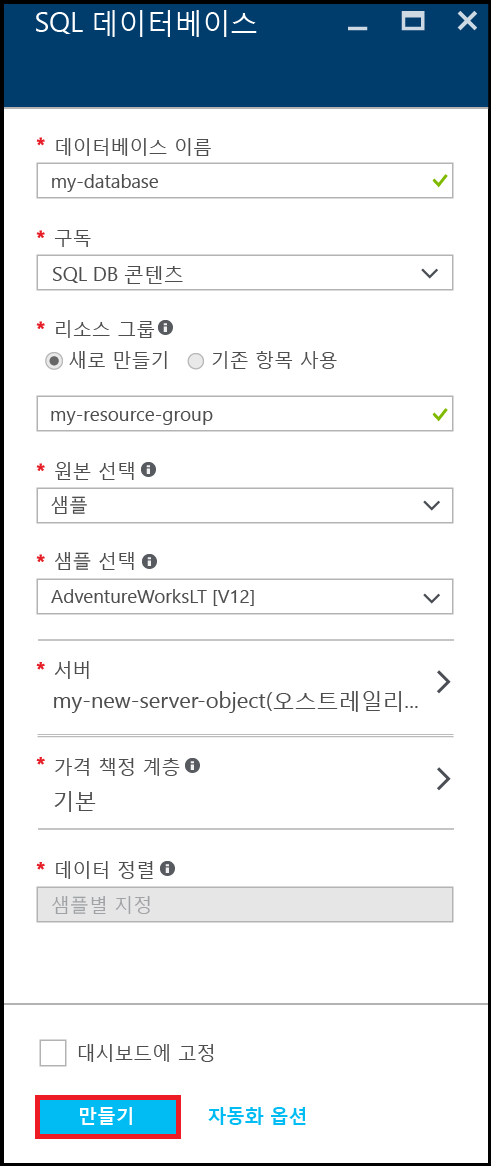 SQL 데이터베이스
* 데이터베이스 이름
my-database
* 구독
SQL DB 콘텐츠
* 리소스 그룹
새로 만들기 기존 항목 사용
my-resource-group
* 원본 선택
샘플
* 샘플 선택
AdventureWorksLT [V12]
* 서버
my-new-server-object(오스트레일리...
* 가격 책정 계층
기본
* 데이터 정렬
샘플별 지정
대시보드에 고정
만들기 자동화 옵션